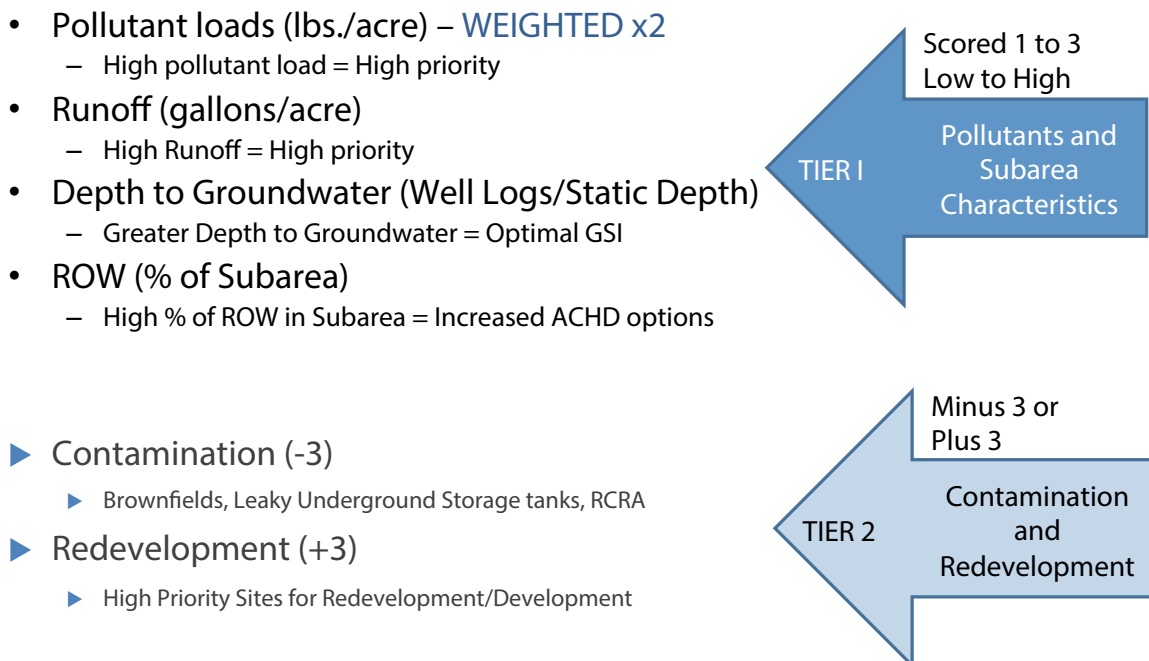 • Pollutant loads (lbs./acre) – WEIGHTED x2
– High pollutant load = High priority
• Runoff (gallons/acre)
– High Runoff = High priority
• Depth to Groundwater (Well Logs/Static Depth)
– Greater Depth to Groundwater = Optimal GSI
• ROW (% of Subarea)
– High % of ROW in Subarea = Increased ACHD options
Scored 1 to 3
Low to High
TIER I
Pollutants and
Subarea
Characteristics
▶ Contamination (-3)
▶ Brownfields, Leaky Underground Storage tanks, RCRA
▶ Redevelopment (+3)
▶ High Priority Sites for Redevelopment/Development
Minus 3 or
Plus 3
TIER 2
Contamination
and
Redevelopment